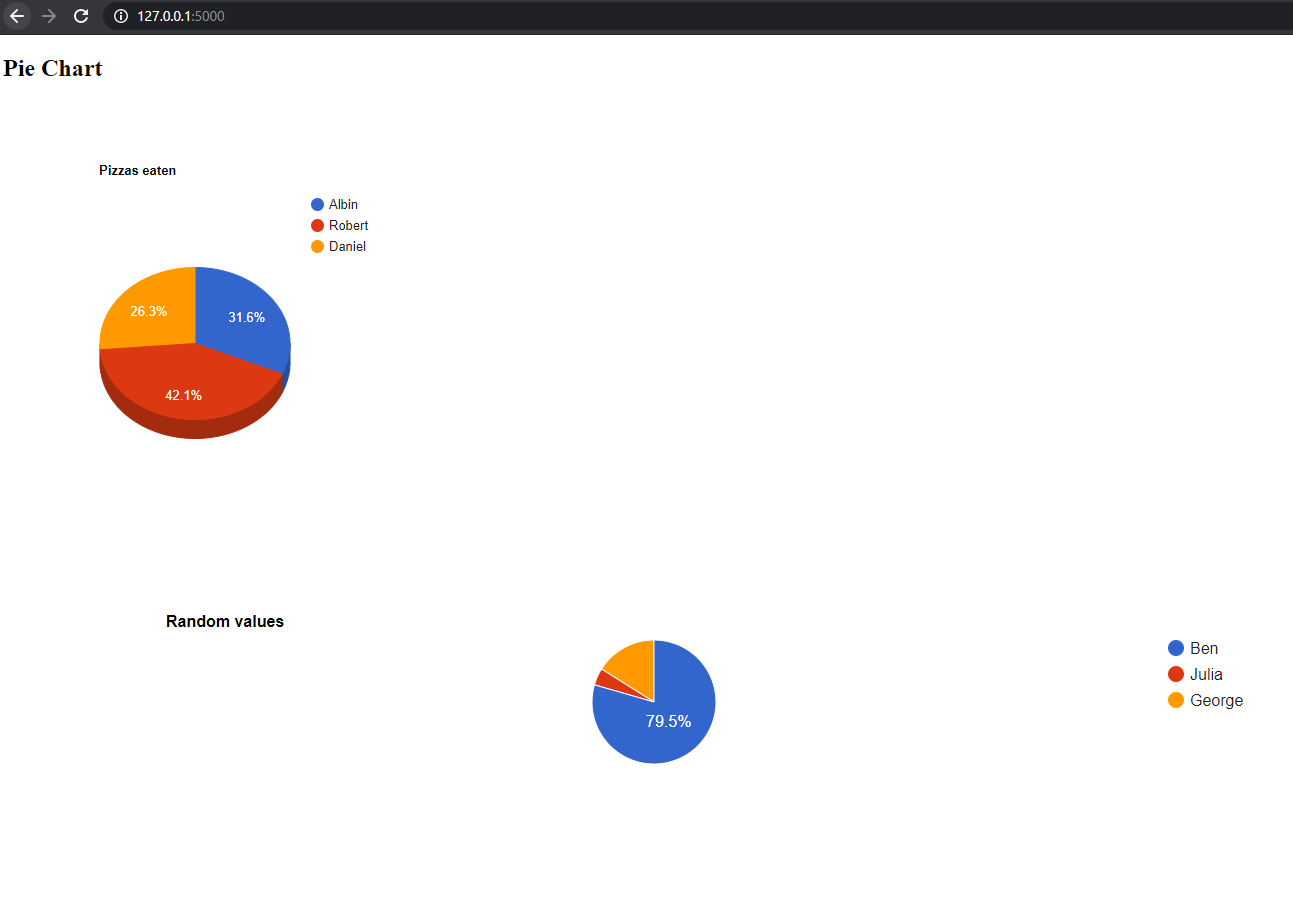 127.0.0.1:5000
Pie Chart
Pizzas eaten
Albin
Robert
Daniel
26.3%
31.6%
42.1%
Random values
79.5%
Ben
Julia
George